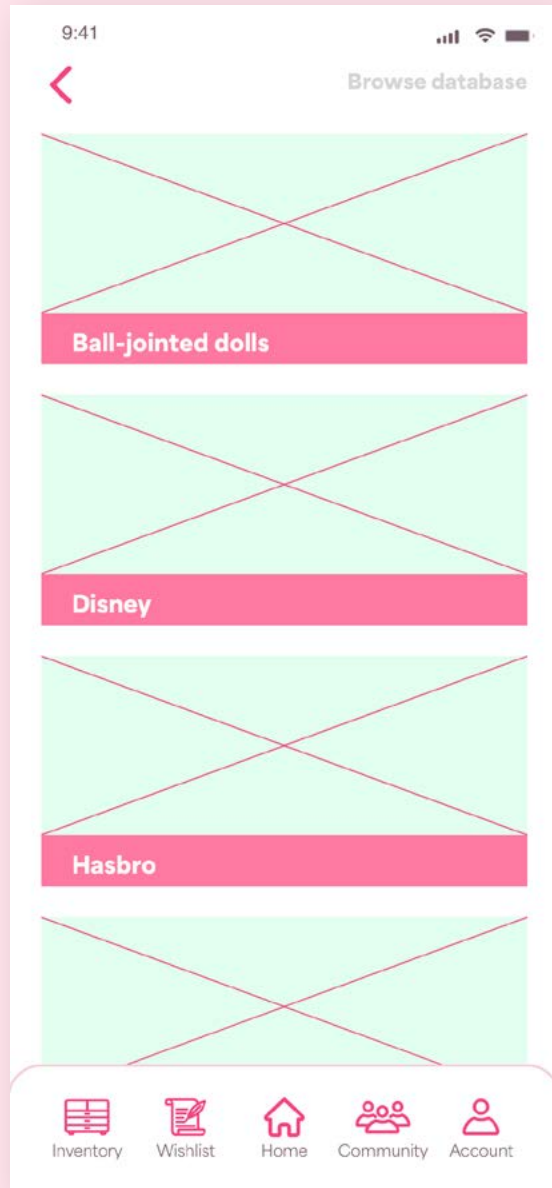 9:41
Browse database
Ball-jointed dolls
Disney
Hasbro
Inventory Wishlist Home Community Account